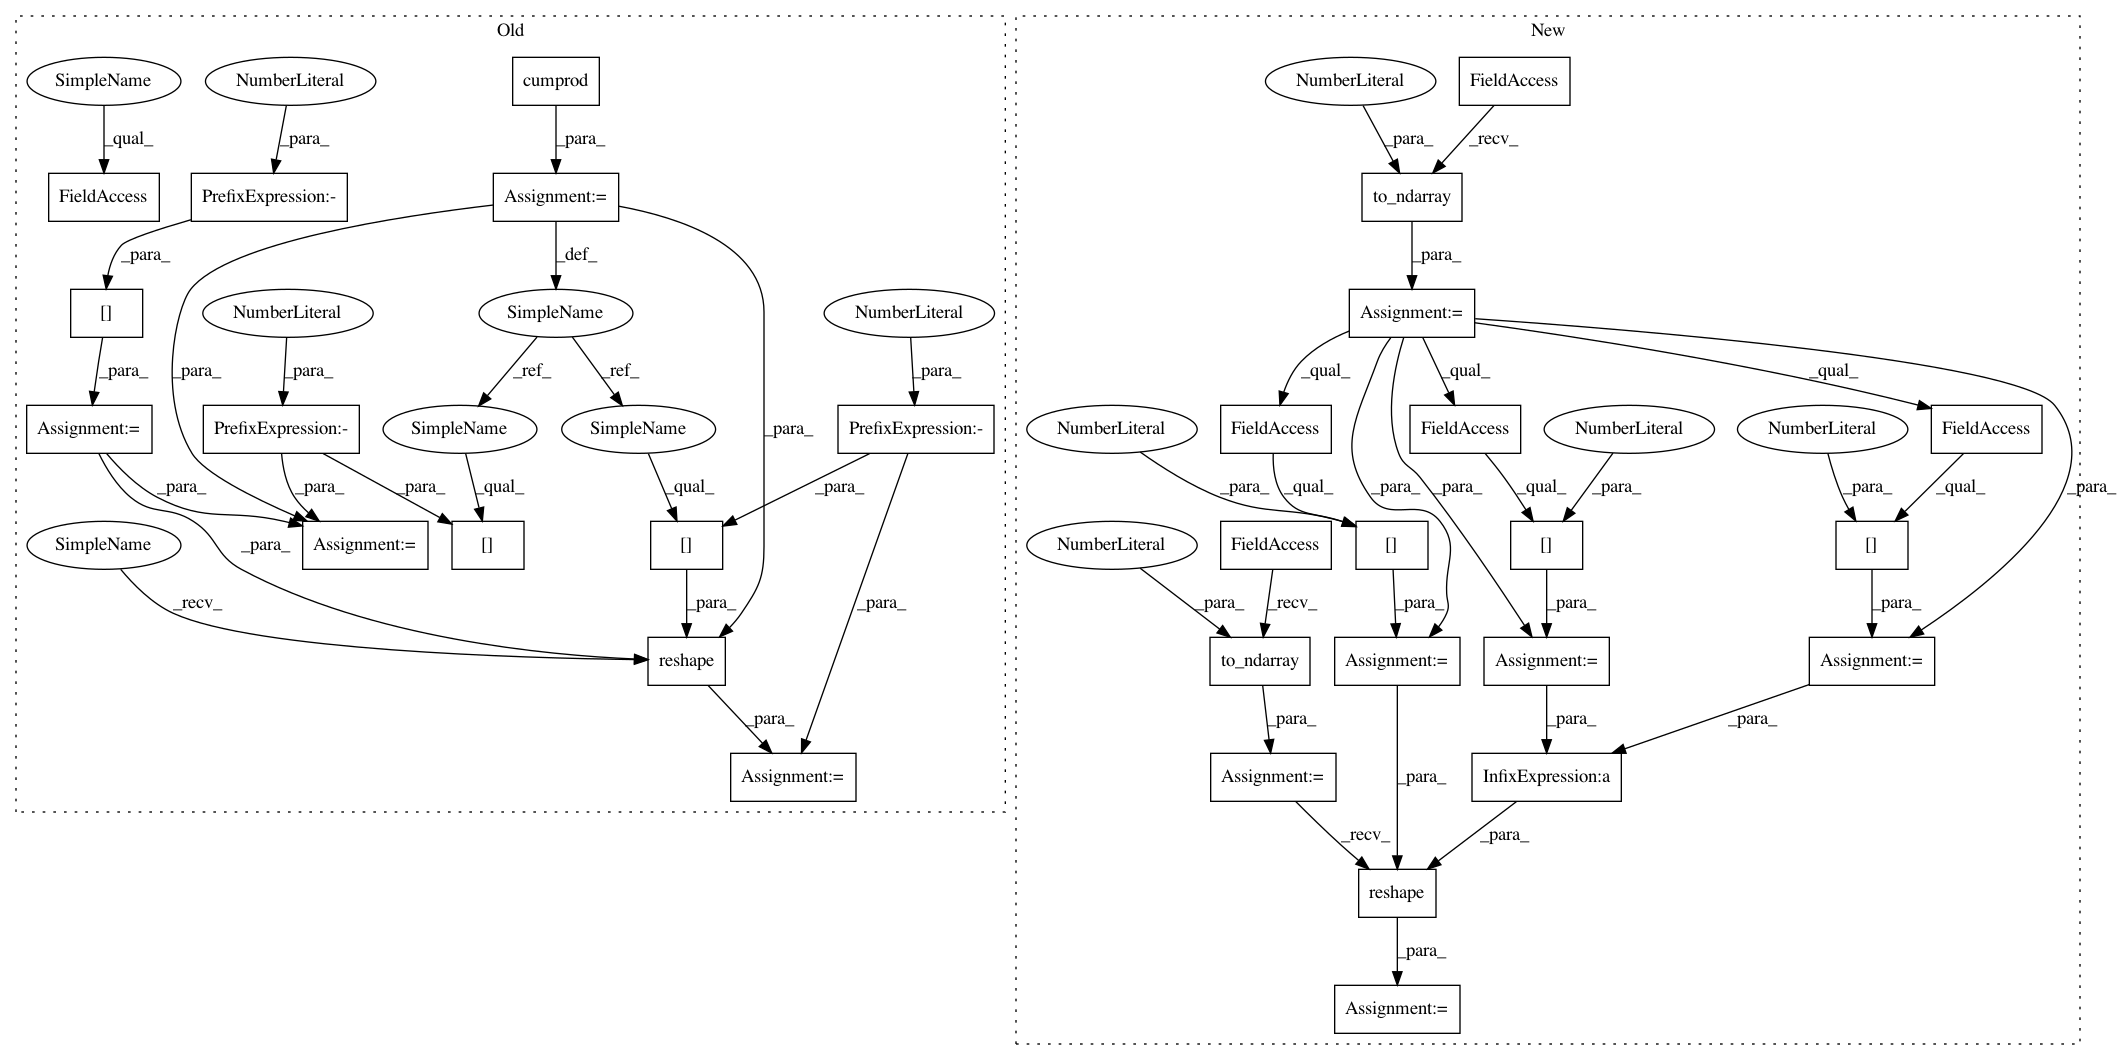 Old
New
SimpleName
NumberLiteral
cumprod
NumberLiteral
FieldAccess
_qual_
_para_
_para_
_para_
_recv_
FieldAccess
PrefixExpression:-
Assignment:=
to_ndarray
_para_
_def_
_para_
[]
NumberLiteral
SimpleName
NumberLiteral
Assignment:=
_para_
_para_
_para_
_ref_
_ref_
_para_
_qual_
_qual_
_qual_
Assignment:=
PrefixExpression:-
SimpleName
SimpleName
_para_
PrefixExpression:-
NumberLiteral
FieldAccess
FieldAccess
NumberLiteral
NumberLiteral
FieldAccess
_para_
_para_
_para_
_qual_
_qual_
_para_
_para_
_qual_
_para_
_para_
_qual_
_para_
_para_
_qual_
_para_
SimpleName
_para_
Assignment:=
[]
[]
NumberLiteral
FieldAccess
[]
[]
[]
_recv_
_para_
_para_
_para_
_recv_
_para_
_para_
_para_
reshape
to_ndarray
Assignment:=
Assignment:=
Assignment:=
_para_
_para_
_para_
_para_
Assignment:=
Assignment:=
_para_
InfixExpression:a
_recv_
_para_
reshape
_para_
Assignment:=